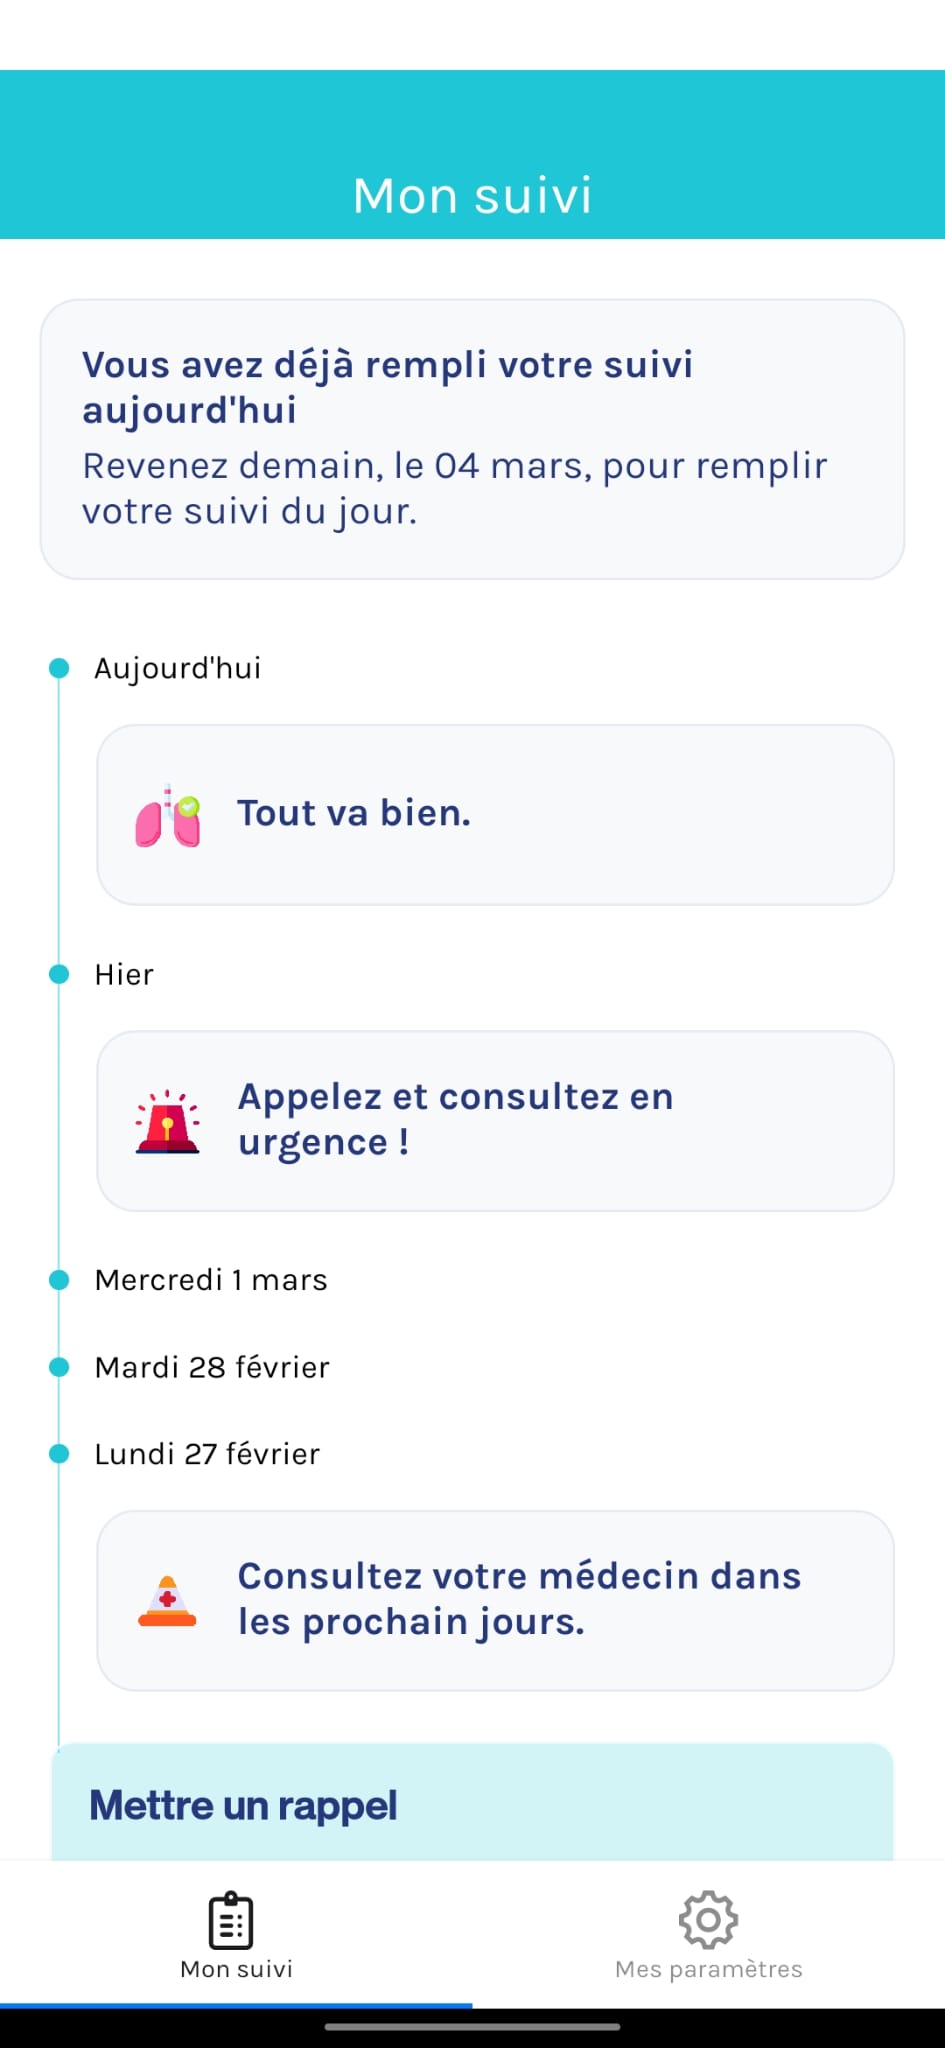 Mon suivi
Vous avez déjà rempli votre suivi
aujourd'hui
Revenez demain, le 04 mars, pour remplir
votre suivi du jour.
Aujourd'hui
Tout va bien.
Hier
Appelez et consultez en
urgence !
Mercredi 1 mars
Mardi 28 février
Lundi 27 février
Consultez votre médecin dans
les prochain jours.
Mettre un rappel
Mon suivi
Mes paramètres